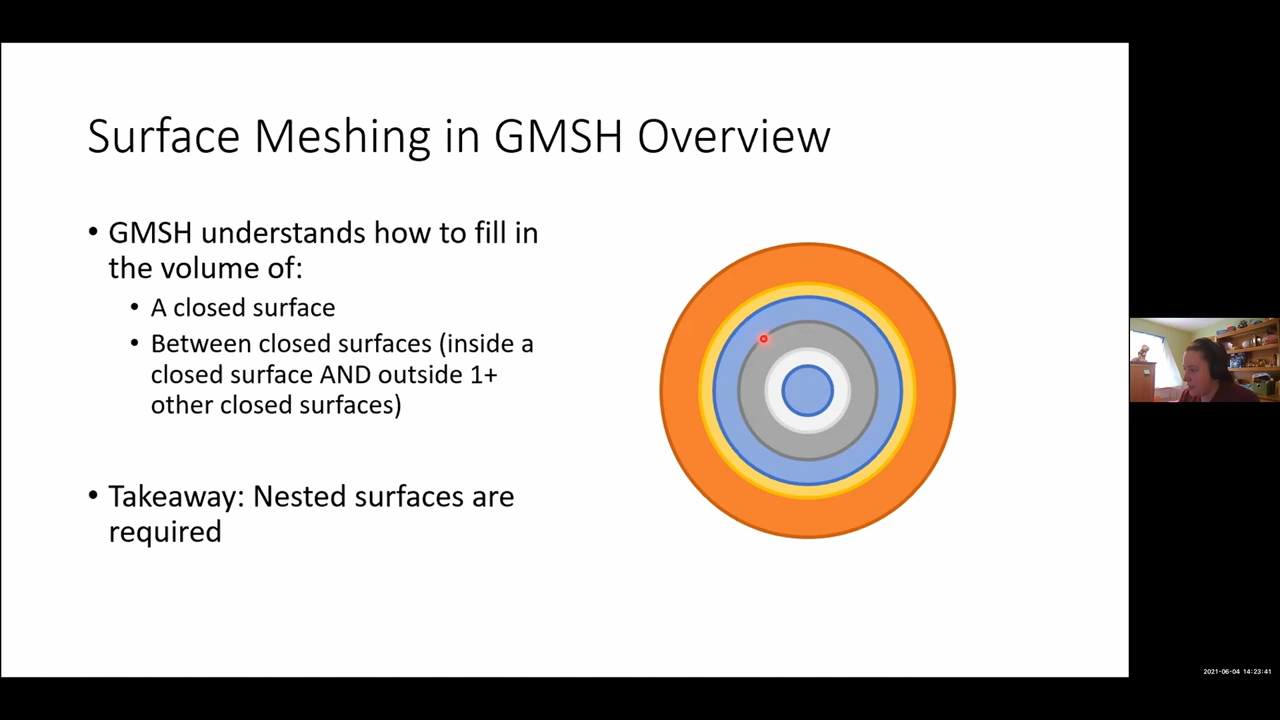 Surface Meshing in GMSH Overview
• GMSH understands how to fill in
the volume of:
• A closed surface
• Between closed surfaces (inside a
closed surface AND outside 1+
other closed surfaces)
• Takeaway: Nested surfaces are
required
2021-06-04 14:23:41